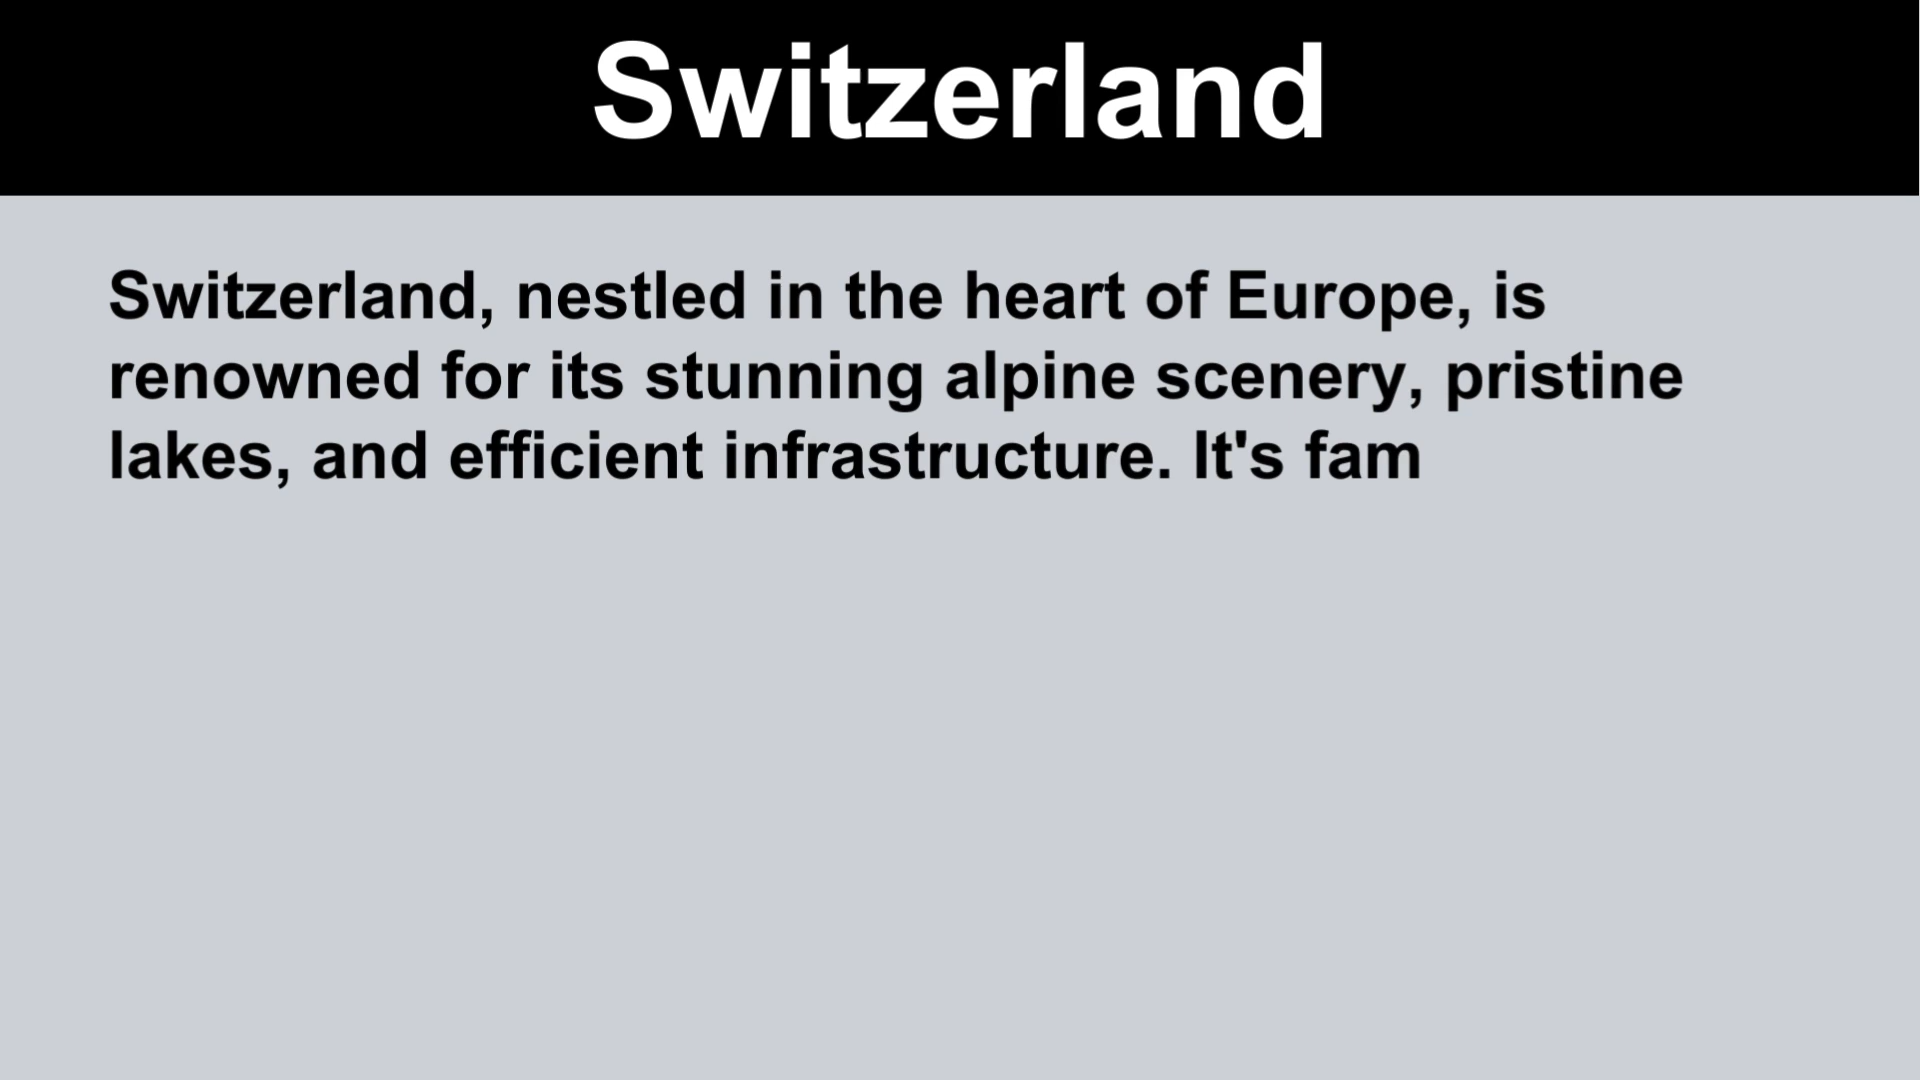 Switzerland
Switzerland, nestled in the heart of Europe, is
renowned for its stunning alpine scenery, pristine
lakes, and efficient infrastructure. It's fam